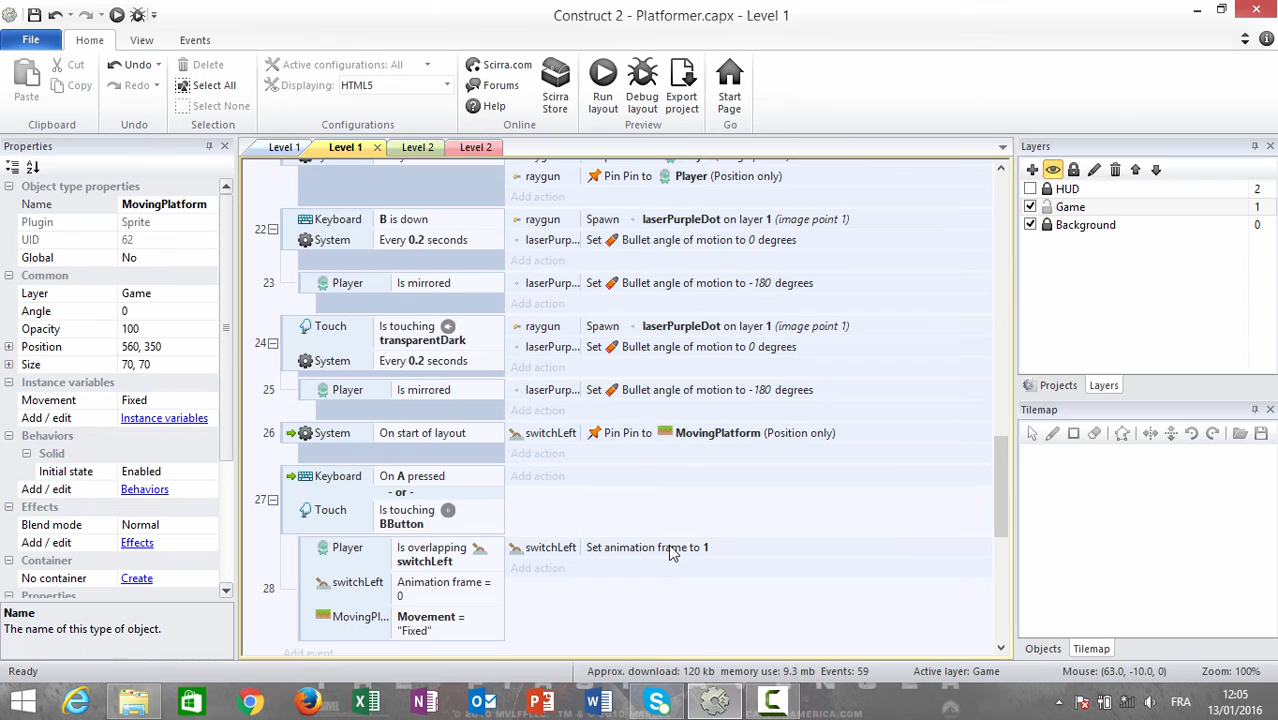 Construct 2 - Platformer.capx - Level 1
File Home View Events
Paste Cut Copy
Clipboard
Undo Redo
Undo
Delete Select All Select None
Selection
Active configurations: All
Displaying: HTML5
Configurations
Scirra.com Forums Help
Scirra Store
Online
Run layout Debug layout Export project
Preview
Start Page
Go
Properties
Object type properties
Name MovingPlatform
Plugin Sprite
UID 62
Global No
Common
Layer Game
Angle 0
Opacity 100
Position 560, 350
Size 70, 70
Instance variables
Movement Fixed
Add / edit Instance variables
Behaviors
Solid
Initial state Enabled
Add / edit Behaviors
Effects
Blend mode Normal
Add / edit Effects
Container
No container Create
Properties
Name
The name of this type of object.
Level 1 Level 1 Level 2 Level 2
raygun Pin Pin to Player (Position only)
Add action
22 Keyboard B is down raygun Spawn laserPurpleDot on layer 1 (image point 1)
System Every 0.2 seconds laserPurp... Set Bullet angle of motion to 0 degrees
Add action
23 Player Is mirrored laserPurp... Set Bullet angle of motion to -180 degrees
Add action
24 Touch Is touching transparentDark raygun Spawn laserPurpleDot on layer 1 (image point 1)
laserPurp... Set Bullet angle of motion to 0 degrees
System Every 0.2 seconds Add action
25 Player Is mirrored laserPurp... Set Bullet angle of motion to -180 degrees
Add action
26 System On start of layout switchLeft Pin Pin to MovingPlatform (Position only)
Add action
27 Keyboard On A pressed Add action
- or -
Touch Is touching BButton
28 Player Is overlapping switchLeft switchLeft Set animation frame to 1
Add action
switchLeft Animation frame = 0
MovingPl... Movement = "Fixed"
Add event
Layers
HUD 2
Game 1
Background 0
Projects Layers
Tilemap
Objects Tilemap
Ready Approx. download: 120 kb memory use: 9.3 mb Events: 59 Active layer: Game Mouse: (63.0, -10.0, 0) Zoom: 100%
FRA 12:05
13/01/2016